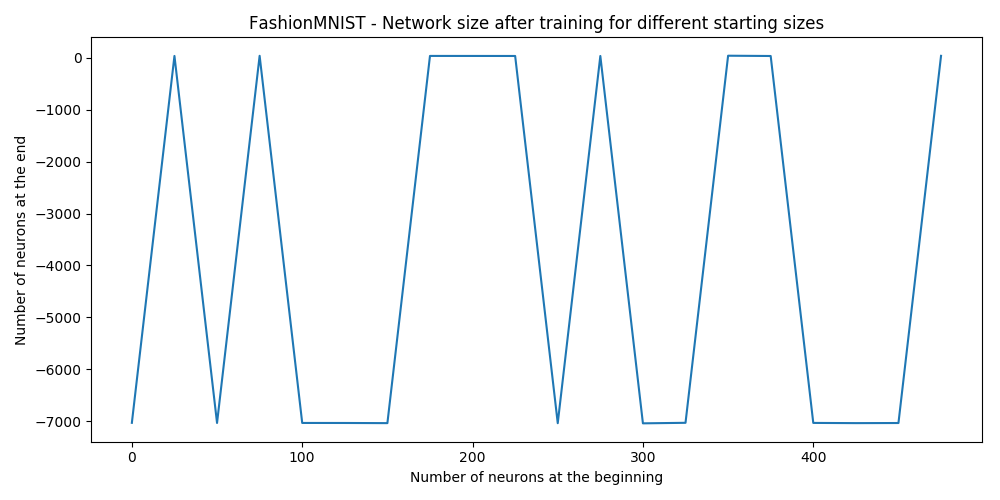 FashionMNIST - Network size after training for different starting sizes
Number of neurons at the end
0
−1000
−2000
−3000
−4000
−5000
−6000
−7000
0 100 200 300 400
Number of neurons at the beginning